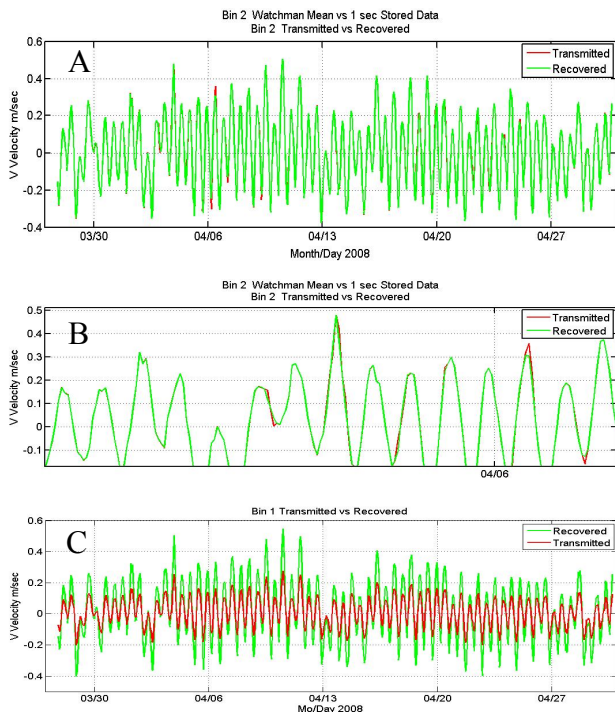 Bin 2 Watchman Mean vs 1 sec Stored Data
Bin 2 Transmitted vs Recovered
A
Transmitted
Recovered
V Velocity m/sec
0.6
0.4
0.2
0
-0.2
-0.4
03/30 04/06 04/13 04/20 04/27
Month/Day 2008
Bin 2 Watchman Mean vs 1 sec Stored Data
Bin 2 Transmitted vs Recovered
B
Transmitted
Recovered
V Velocity m/sec
0.5
0.4
0.3
0.2
0.1
0
-0.1
04/06
Bin 1 Transmitted vs Recovered
C
Recovered
Transmitted
V Velocity m/sec
0.6
0.4
0.2
0
-0.2
-0.4
03/30 04/06 04/13 04/20 04/27
Mo/Day 2008